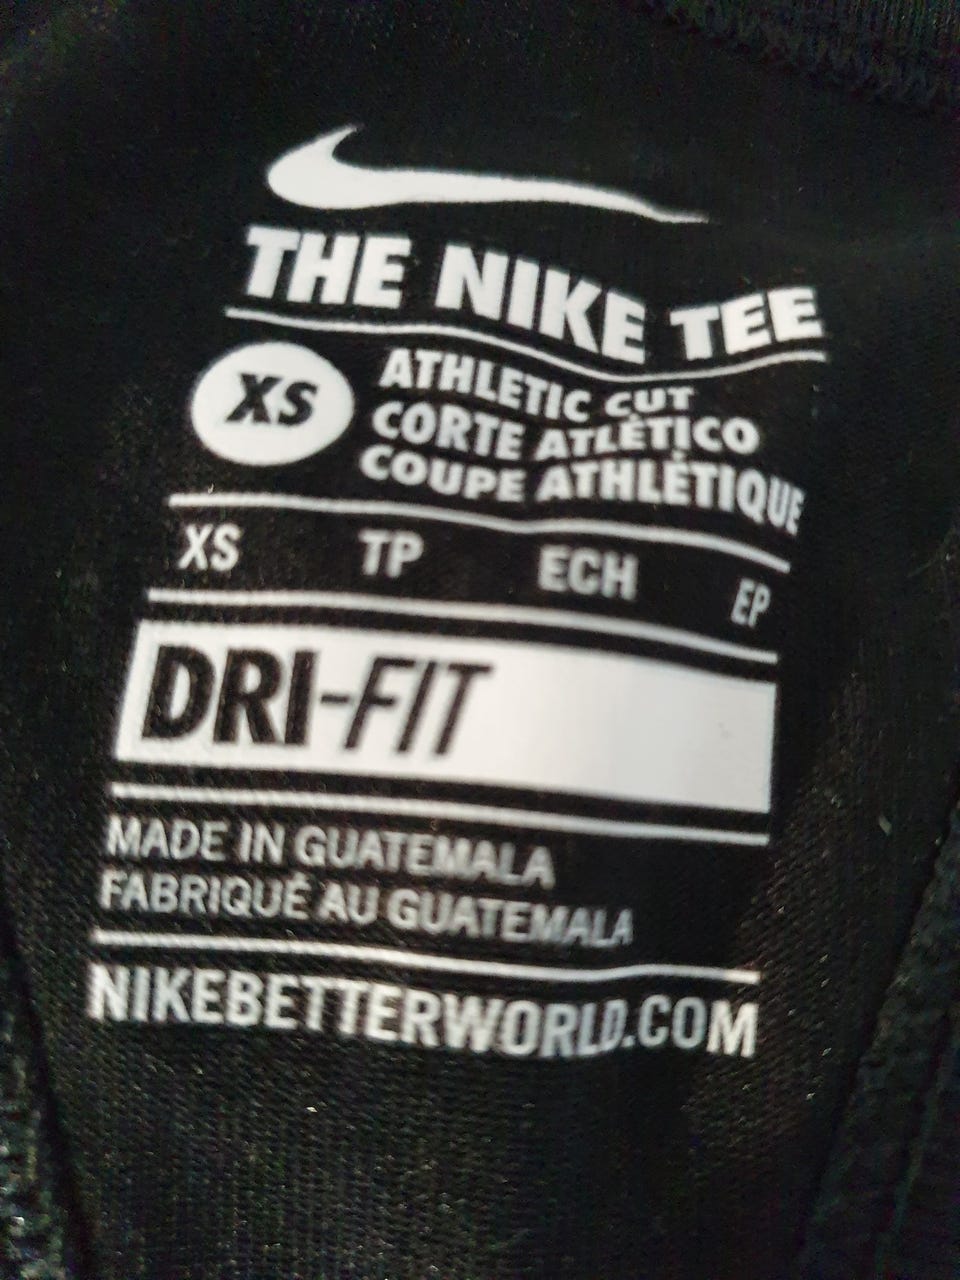 THE NIKE TEE
XS
ATHLETIC CUT
CORTE ATLÉTICO
COUPE ATHLÉTIQUE
XS TP ECH EP
DRI-FIT
MADE IN GUATEMALA
FABRIQUÉ AU GUATEMALA
NIKEBETTERWORLD.COM